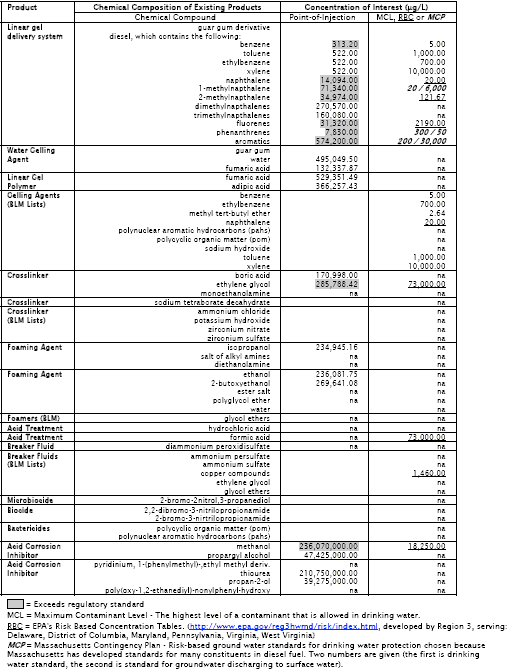 Product Chemical Composition of Existing Products Concentration of Interest (µg/L)
Chemical Compound Point-of-Injection MCL, RBC or MCP
Linear gel guar gum derivative
delivery system diesel, which contains the following:
benzene 313.20 5.00
toluene 522.00 1,000.00
ethylbenzene 522.00 700.00
xylene 522.00 10,000.00
naphthalene 14,094.00 20.00
1-methylnapthalene 71,340.00 20 / 6,000
2-methylnapthalene 34,974.00 121.67
dimethylnapthalenes 270,570.00 na
trimethylnapthalenes 160,080.00 na
fluorenes 31,320.00 2190.00
phenanthrenes 7,830.00 300 / 50
aromatics 574,200.00 200 / 30,000
Water Gelling guar gum
Agent water 495,049.50 na
fumaric acid 132,337.87 na
Linear Gel fumaric acid 529,351.49 na
Polymer adipic acid 366,257.43 na
Gelling Agents benzene 5.00
(BLM Lists) ethylbenzene 700.00
methyl tert-butyl ether 2.64
naphthalene 20.00
polynuclear aromatic hydrocarbons (pahs) na
polycyclic organic matter (pom) na
sodium hydroxide na
toluene 1,000.00
xylene 10,000.00
Crosslinker boric acid 170,998.00 na
ethylene glycol 285,788.42 73,000.00
monoethanolamine na na
Crosslinker sodium tetraborate decahydrate na
Crosslinker ammonium chloride na
(BLM Lists) potassium hydroxide na
zirconium nitrate na
zirconium sulfate na
Foaming Agent isopropanol 234,945.16 na
salt of alkyl amines na na
diethanolamine na na
Foaming Agent ethanol 236,081.75 na
2-butoxyethanol 269,641.08 na
ester salt na na
polyglycol ether na na
water na na
Foamers (BLM) glycol ethers na
Acid Treatment hydrochloric acid na na
Acid Treatment formic acid na 73,000.00
Breaker Fluid diammonium peroxidisulfate na na
Breaker Fluids ammonium persulfate na
(BLM Lists) ammonium sulfate na
copper compounds 1,460.00
ethylene glycol na
glycol ethers na
Microbiocide 2-bromo-2nitrol,3-propanediol na
Biocide 2,2-dibromo-3-nitrilopropionamide na
2-bromo-3-nirtrilopropionamide na
Bactericides polycyclic organic matter (pom) na
polynuclear aromatic hydrocarbons (pahs) na
Acid Corrosion methanol 236,070,000.00 18,250.00
Inhibitor propargyl alcohol 47,425,000.00 na
Acid Corrosion pyridinium, 1-(phenylmethyl)-,ethyl methyl deriv. na na
Inhibitor thiourea 210,750,000.00 na
propan-2-ol 39,275,000.00 na
poly(oxy-1,2-ethanediyl)-nonylphenyl-hydroxy na na
= Exceeds regulatory standard
MCL = Maximum Contaminant Level - The highest level of a contaminant that is allowed in drinking water.
RBC = EPA's Risk Based Concentration Tables. (http://www.epa.gov/reg3hwmd/risk/index.html, developed by Region 3, serving:
Delaware, District of Columbia, Maryland, Pennsylvania, Virginia, West Virginia)
MCP = Massachusetts Contingency Plan - Risk-based ground water standards for drinking water protection chosen because
Massachusetts has developed standards for many constituents in diesel fuel. Two numbers are given (the first is drinking
water standard, the second is standard for groundwater discharging to surface water).